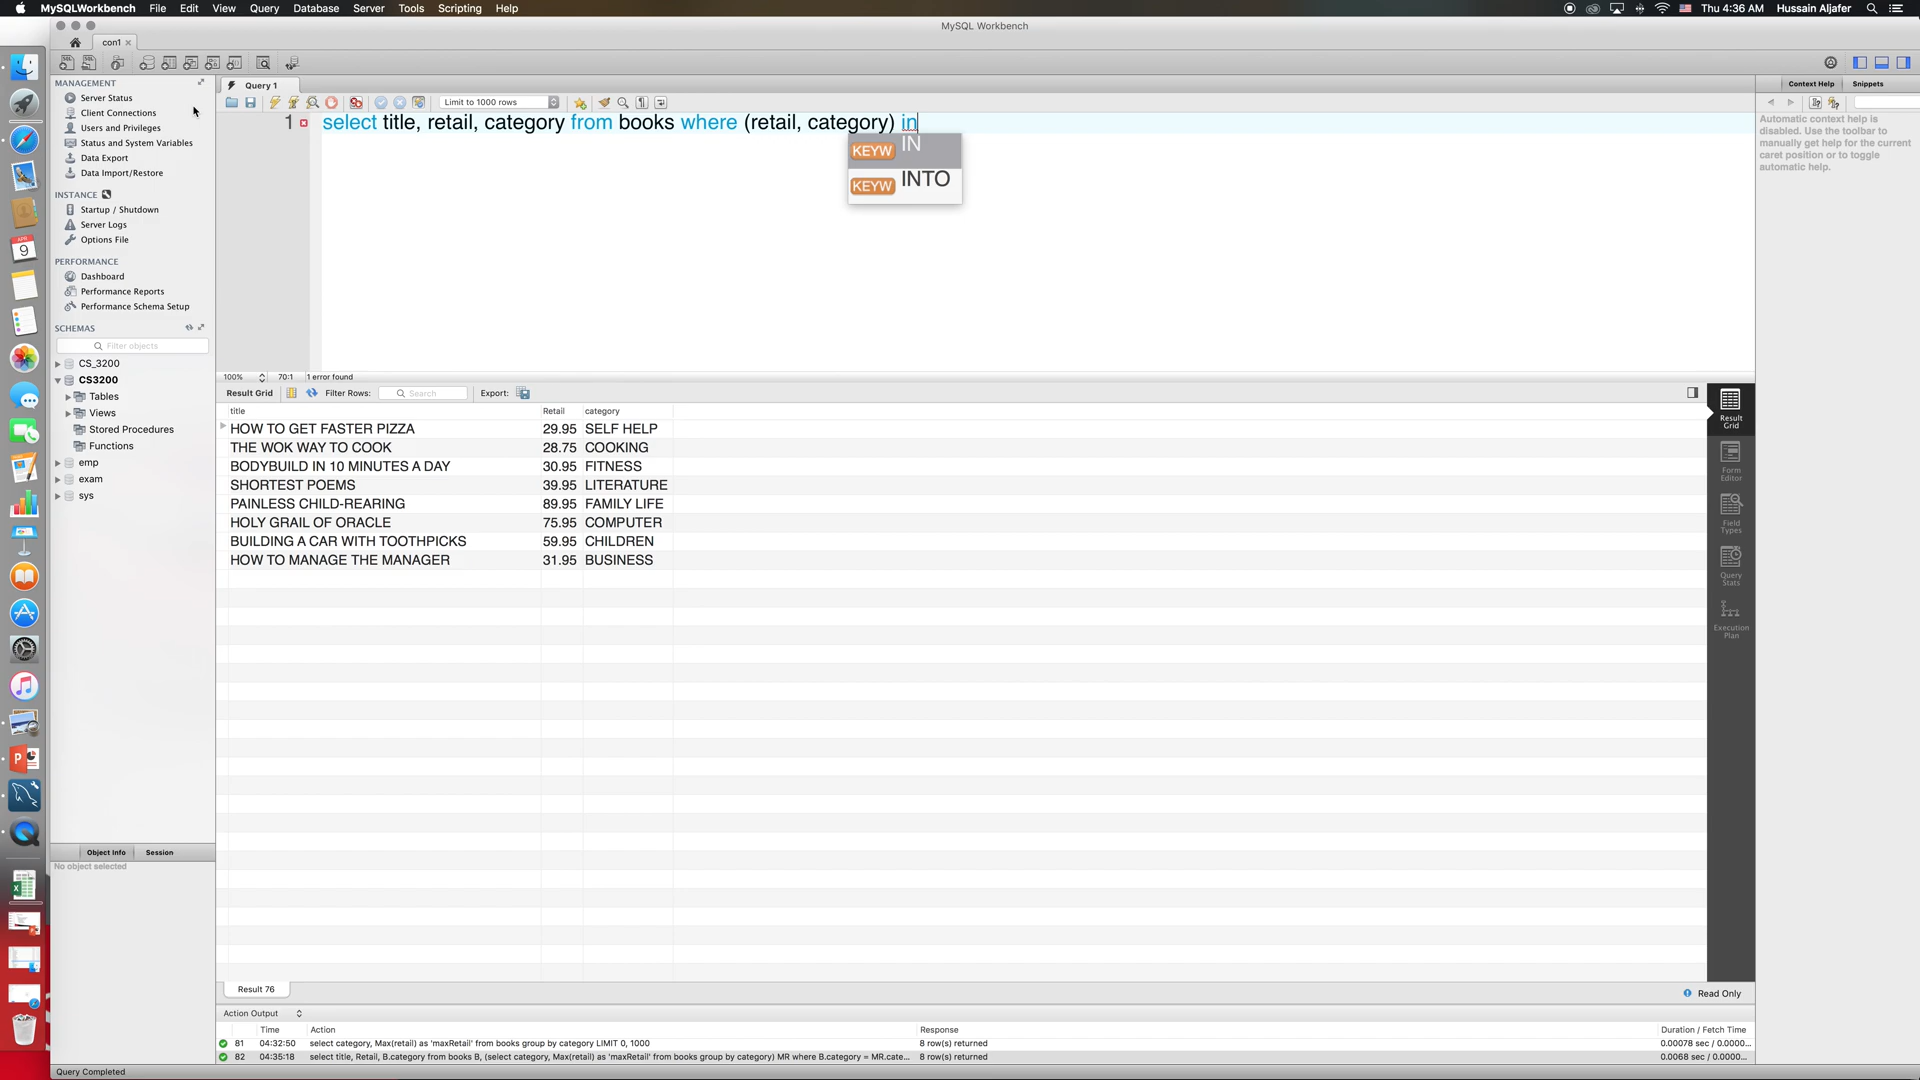 MySQLWorkbench File Edit View Query Database Server Tools Scripting Help Thu 4:36 AM Hussain Aljafer
MySQL Workbench
con1
MANAGEMENT
Server Status
Client Connections
Users and Privileges
Status and System Variables
Data Export
Data Import/Restore
INSTANCE
Startup / Shutdown
Server Logs
Options File
PERFORMANCE
Dashboard
Performance Reports
Performance Schema Setup
SCHEMAS
Filter objects
CS_3200
CS3200
Tables
Views
Stored Procedures
Functions
emp
exam
sys
Object Info Session
No object selected
Query 1
Limit to 1000 rows
1 select title, retail, category from books where (retail, category) in
KEYW IN
KEYW INTO
100% 70:1 1 error found
Result Grid Filter Rows: Search Export:
title Retail category
HOW TO GET FASTER PIZZA 29.95 SELF HELP
THE WOK WAY TO COOK 28.75 COOKING
BODYBUILD IN 10 MINUTES A DAY 30.95 FITNESS
SHORTEST POEMS 39.95 LITERATURE
PAINLESS CHILD-REARING 89.95 FAMILY LIFE
HOLY GRAIL OF ORACLE 75.95 COMPUTER
BUILDING A CAR WITH TOOTHPICKS 59.95 CHILDREN
HOW TO MANAGE THE MANAGER 31.95 BUSINESS
Result 76
Read Only
Result
Grid
Form
Editor
Field
Types
Query
Stats
Execution
Plan
Context Help Snippets
Automatic context help is
disabled. Use the toolbar to
manually get help for the current
caret position or to toggle
automatic help.
Action Output
Time Action Response Duration / Fetch Time
81 04:32:50 select category, Max(retail) as 'maxRetail' from books group by category LIMIT 0, 1000 8 row(s) returned 0.00078 sec / 0.0000...
82 04:35:18 select title, Retail, B.category from books B, (select category, Max(retail) as 'maxRetail' from books group by category) MR where B.category = MR.cate... 8 row(s) returned 0.0068 sec / 0.0000...
Query Completed
APR
9